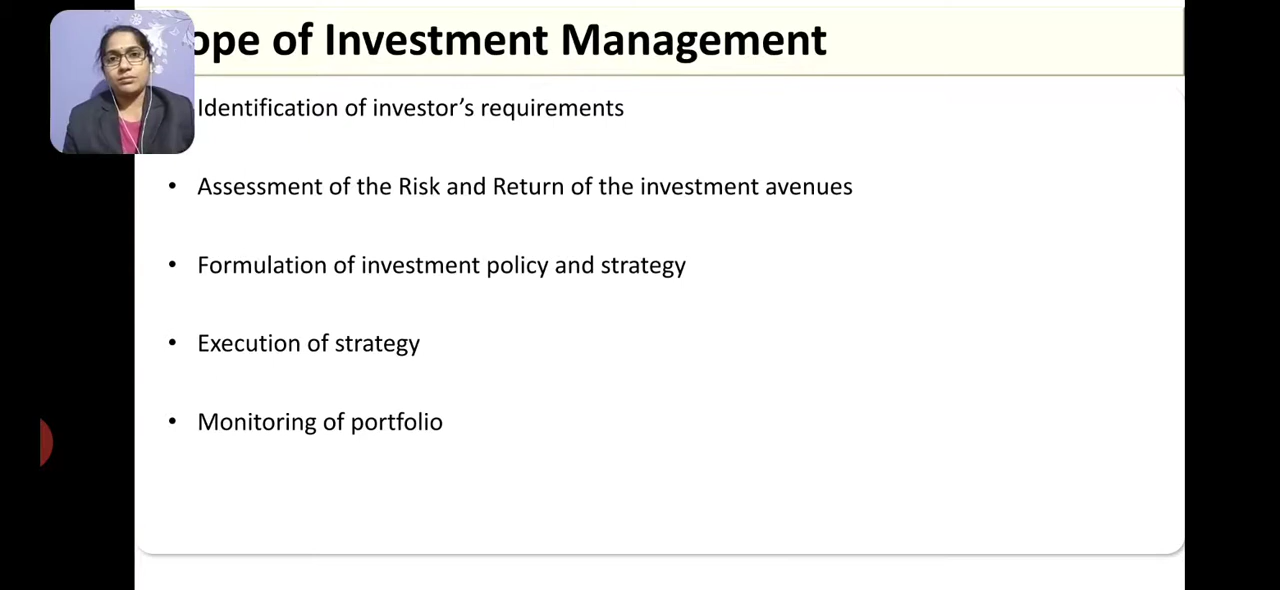 ope of Investment Management
Identification of investor’s requirements
• Assessment of the Risk and Return of the investment avenues
• Formulation of investment policy and strategy
• Execution of strategy
• Monitoring of portfolio